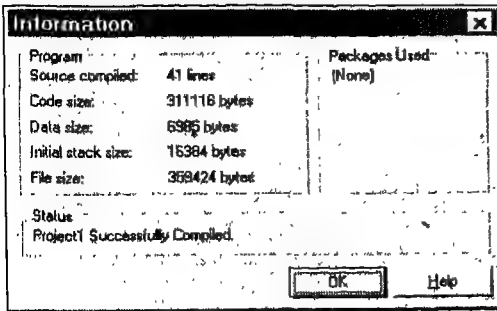 Information
Program
Source compiled: 41 lines
Code size: 311116 bytes
Data size: 6985 bytes
Initial stack size: 16384 bytes
File size: 359424 bytes
Packages Used
(None)
Status
Project1 Successfully Compiled.
OK Help